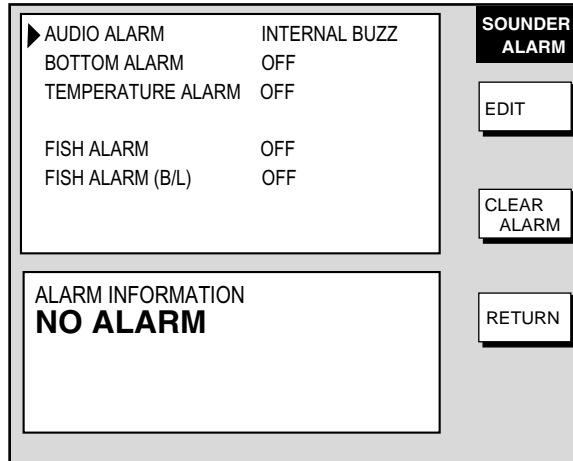 AUDIO ALARM INTERNAL BUZZ
BOTTOM ALARM OFF
TEMPERATURE ALARM OFF
FISH ALARM OFF
FISH ALARM (B/L) OFF
ALARM INFORMATION
NO ALARM
SOUNDER
ALARM
EDIT
CLEAR
ALARM
RETURN